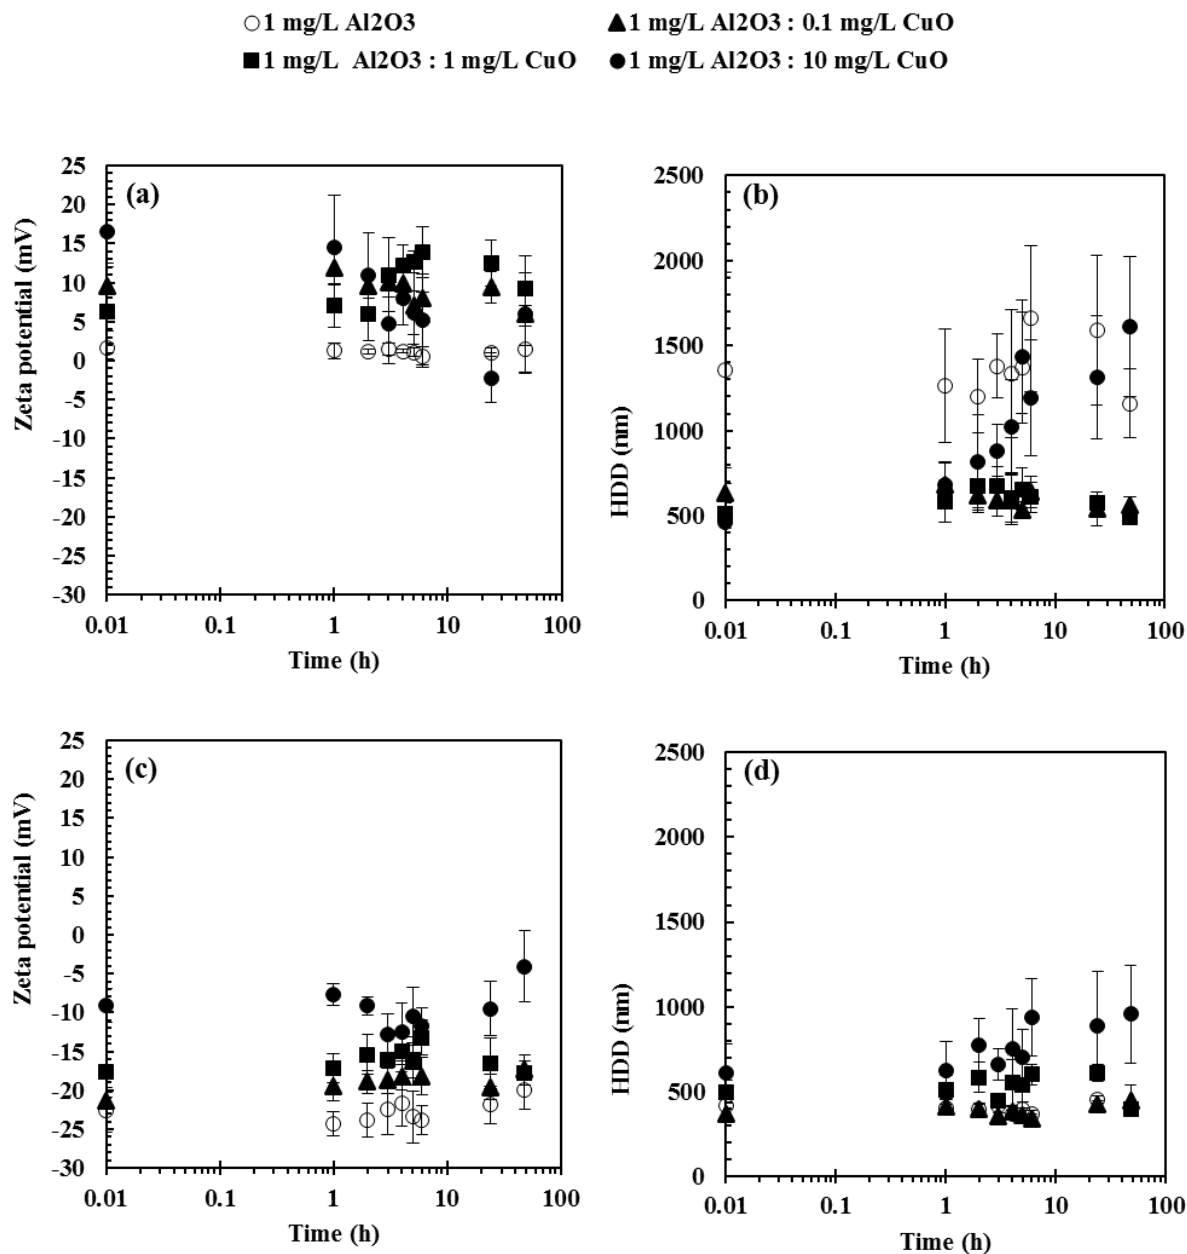 1 mg/L Al2O3
1 mg/L Al2O3 : 0.1 mg/L CuO
1 mg/L Al2O3 : 1 mg/L CuO
1 mg/L Al2O3 : 10 mg/L CuO
(a)
Zeta potential (mV)
25
20
15
10
5
0
-5
-10
-15
-20
-25
-30
0.01 0.1 1 10 100
Time (h)
(b)
HDD (nm)
2500
2000
1500
1000
500
0
0.01 0.1 1 10 100
Time (h)
(c)
Zeta potential (mV)
25
20
15
10
5
0
-5
-10
-15
-20
-25
-30
0.01 0.1 1 10 100
Time (h)
(d)
HDD (nm)
2500
2000
1500
1000
500
0
0.01 0.1 1 10 100
Time (h)